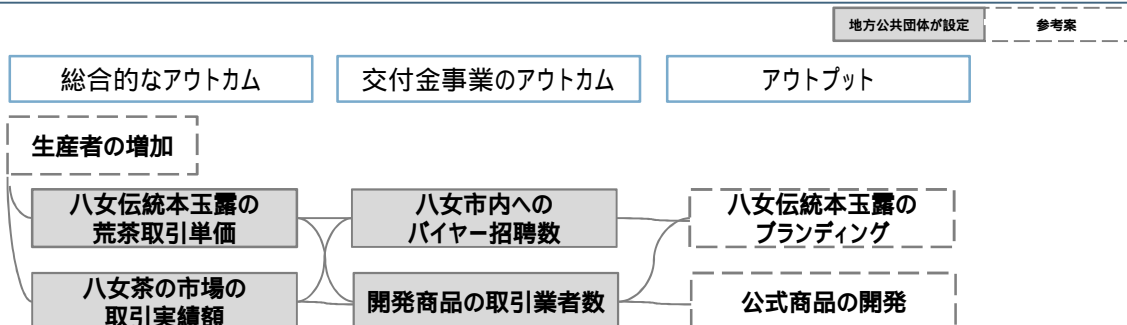 地方公共団体が設定
参考案
総合的なアウトカム
交付金事業のアウトカム
アウトプット
生産者の増加
八女伝統本玉露の
荒茶取引単価
八女市内への
バイヤー招聘数
八女伝統本玉露の
ブランディング
八女茶の市場の
取引実績額
開発商品の取引業者数
公式商品の開発